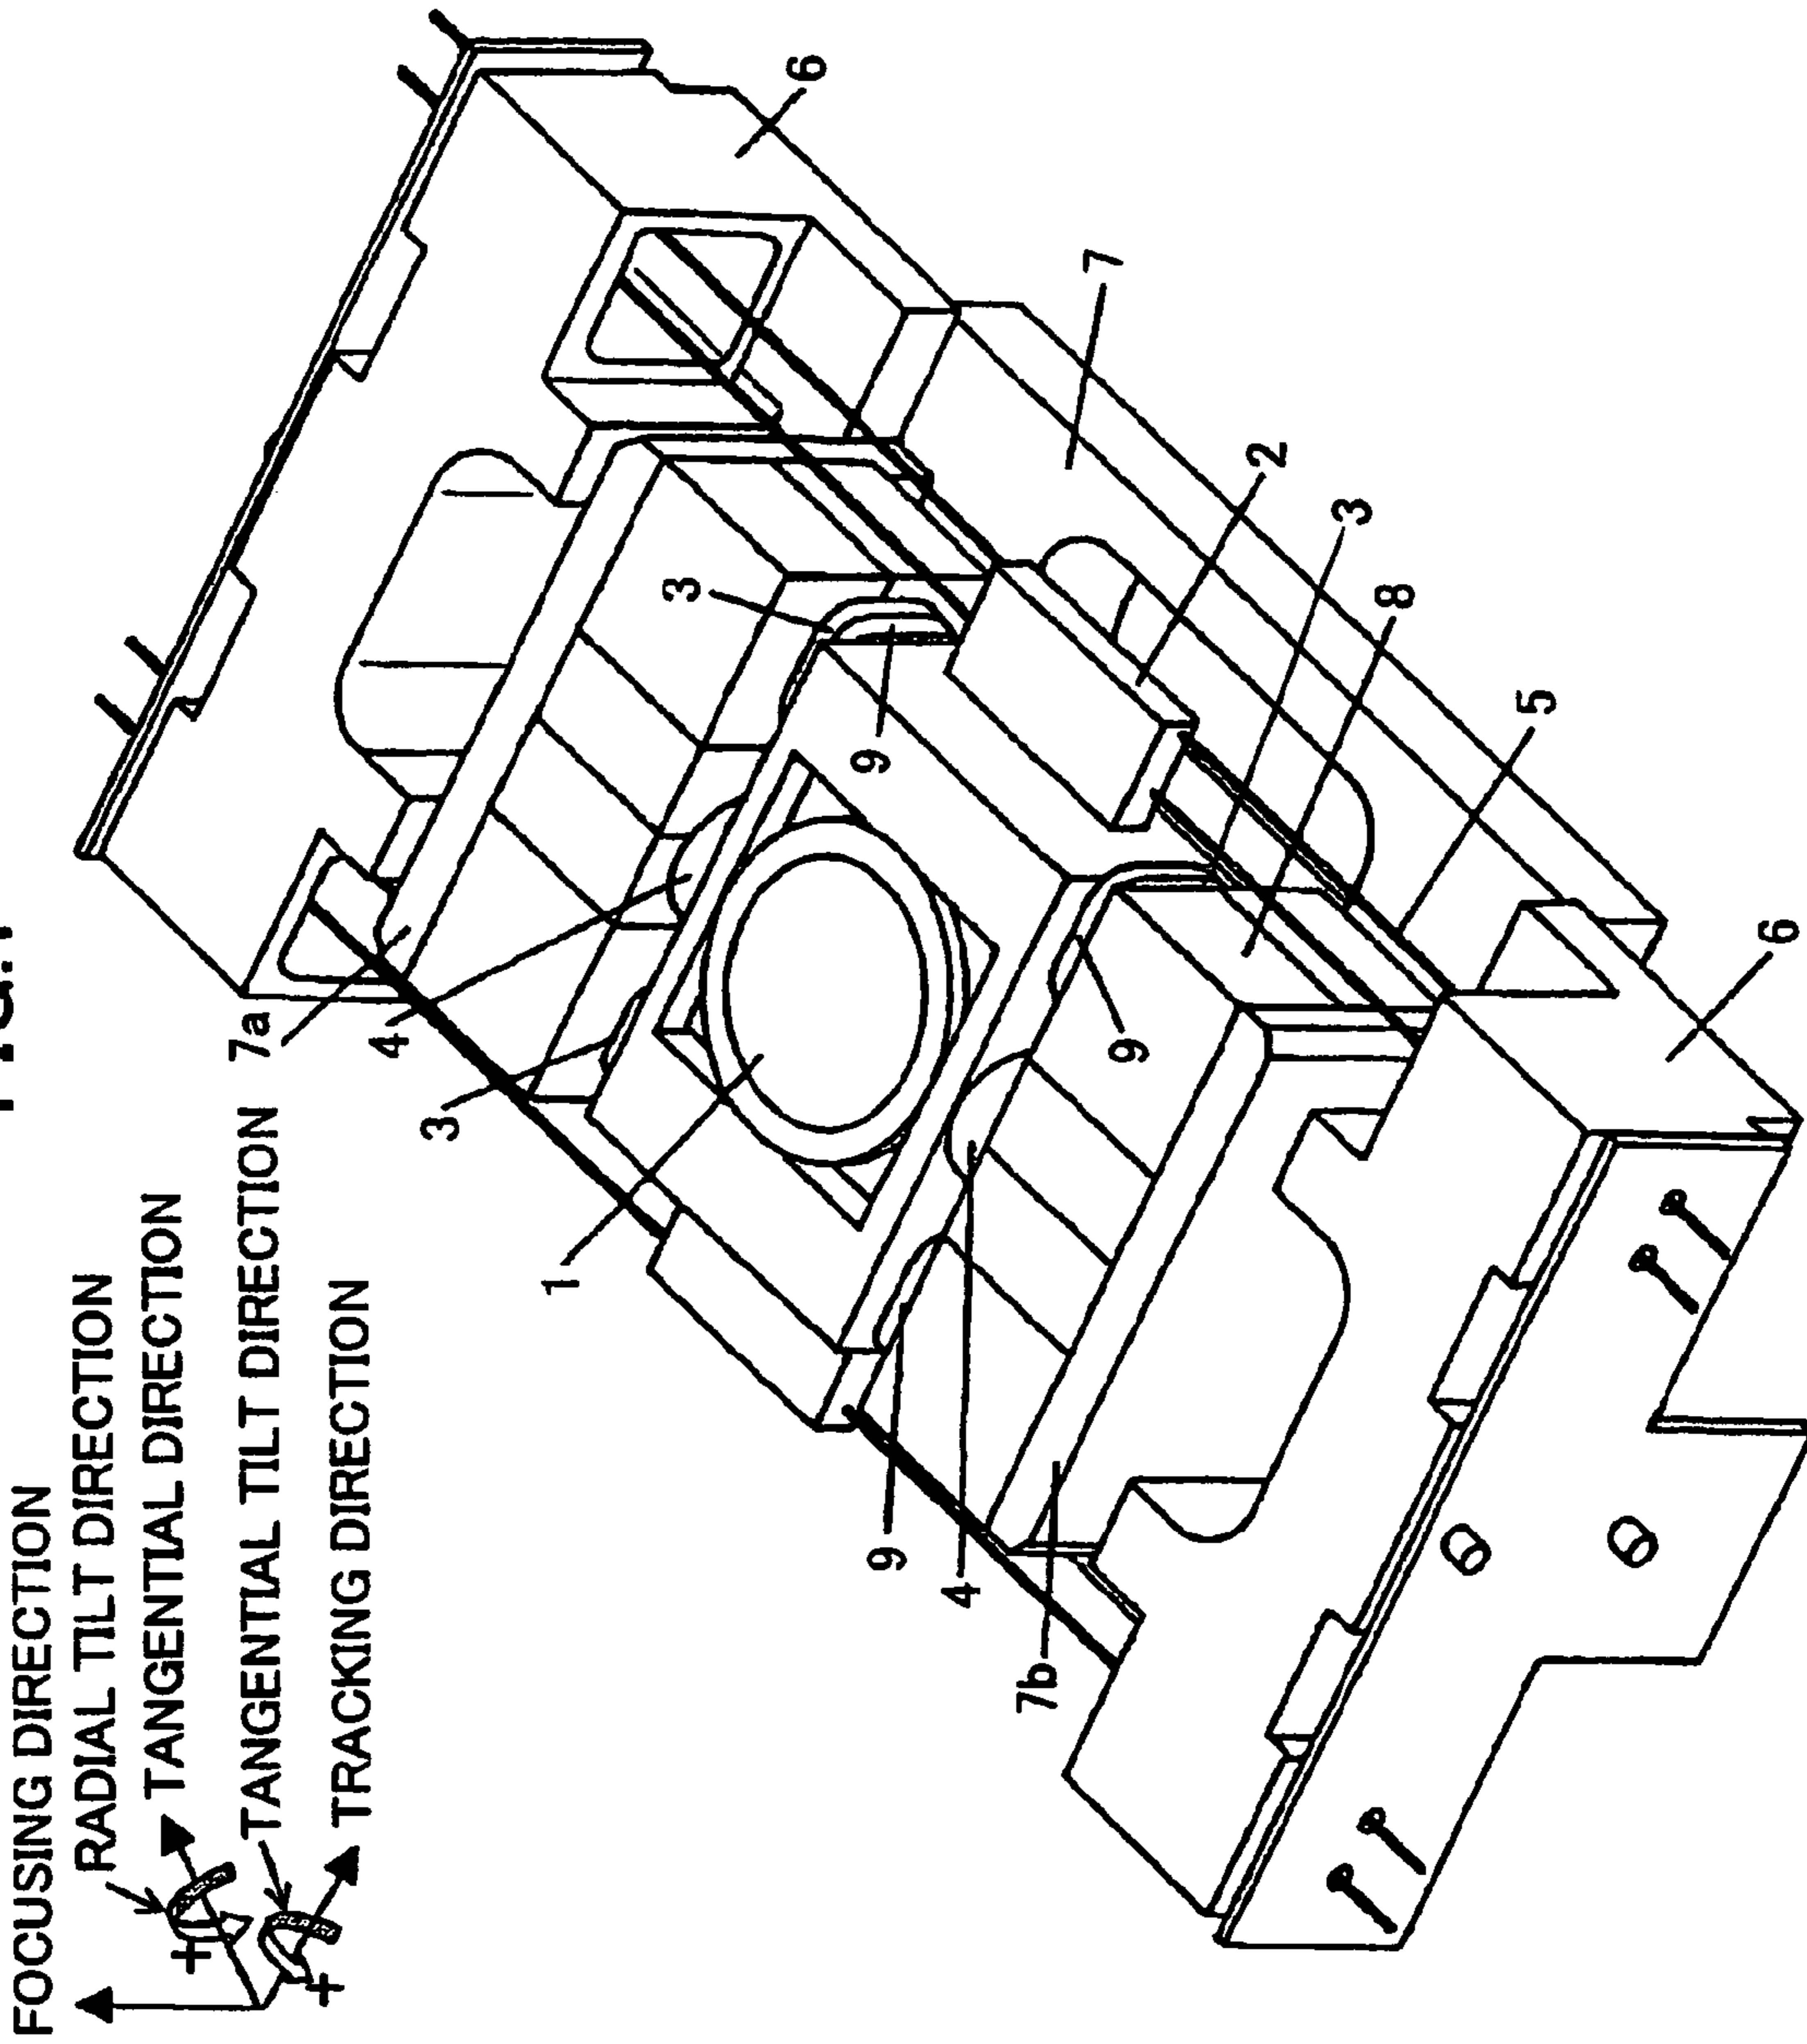 FOCUSING DIRECTION
RADIAL TILT DIRECTION
TANGENTIAL DIRECTION
TANGENTIAL TILT DIRECTION
TRACKING DIRECTION
+
+
7a
4
3
1
3
9
6
7
2
3
8
5
6
9
9
4
7b